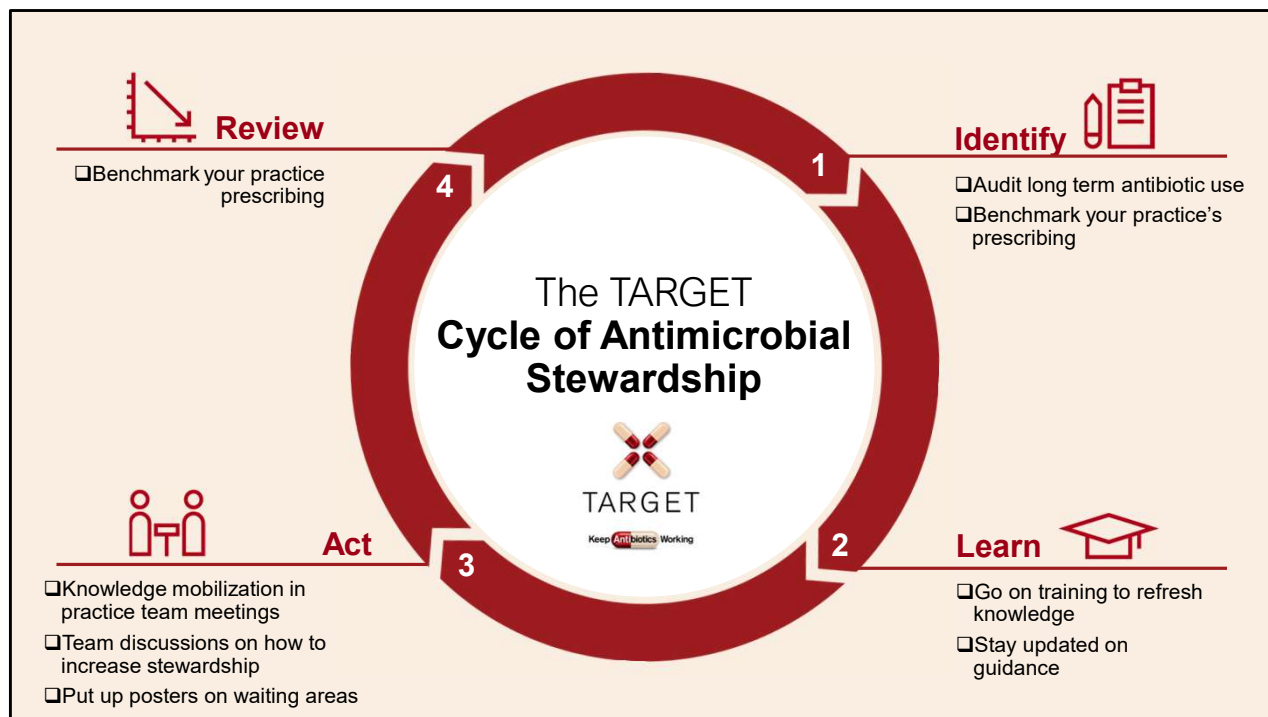 The TARGET
Cycle of Antimicrobial
Stewardship
TARGET
Keep Antibiotics Working
1
Identify
❑Audit long term antibiotic use
❑Benchmark your practice’s
prescribing
2
Learn
❑Go on training to refresh
knowledge
❑Stay updated on
guidance
3
Act
❑Knowledge mobilization in
practice team meetings
❑Team discussions on how to
increase stewardship
❑Put up posters on waiting areas
4
Review
❑Benchmark your practice
prescribing